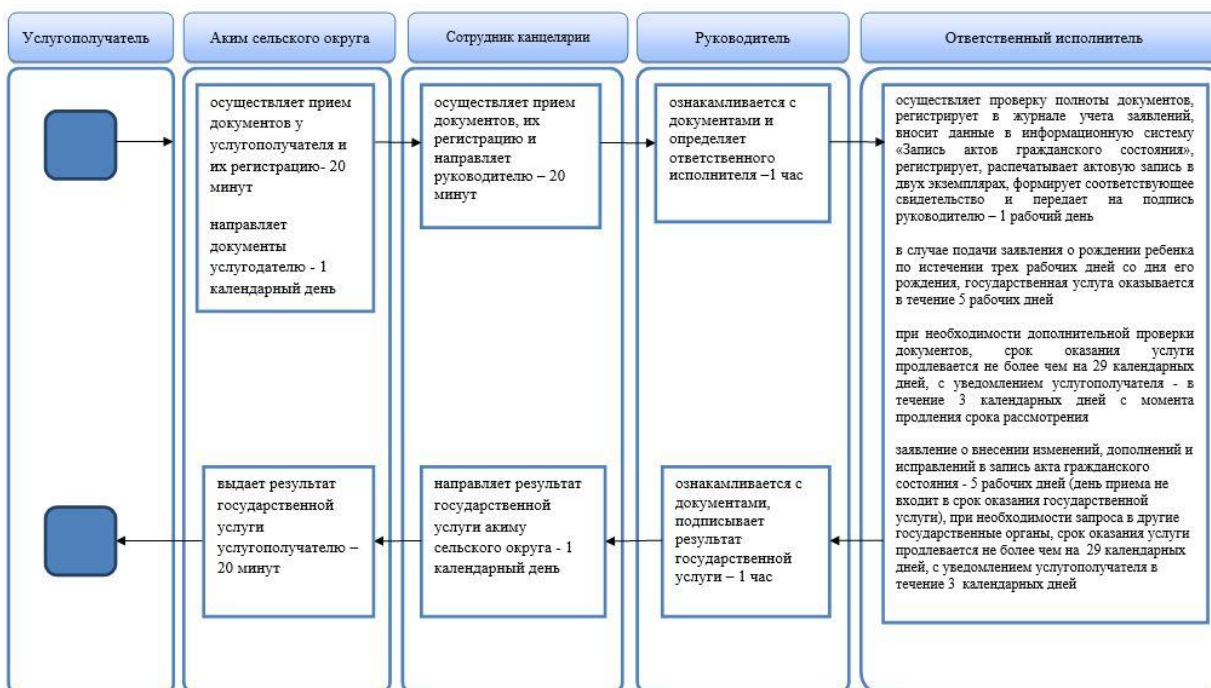 Услугополучатель
Аким сельского округа
Сотрудник канцелярии
Руководитель
Ответственный исполнитель
осуществляет прием
документов у
услугополучателя и
их регистрацию- 20
минут
направляет
документы
услугодателю - 1
календарный день
осуществляет прием
документов, их
регистрацию и
направляет
руководителю – 20
минут
ознакамливается с
документами и
определяет
ответственного
исполнителя –1 час
осуществляет проверку полноты документов,
регистрирует в журнале учета заявлений,
вносит данные в информационную систему
«Запись актов гражданского состояния»,
регистрирует, распечатывает актовую запись в
двух экземплярах, формирует соответствующее
свидетельство и передает на подпись
руководителю – 1 рабочий день
в случае подачи заявления о рождении ребенка
по истечении трех рабочих дней со дня его
рождения, государственная услуга оказывается
в течение 5 рабочих дней
при необходимости дополнительной проверки
документов, срок оказания услуги
продлевается не более чем на 29 календарных
дней, с уведомлением услугополучателя - в
течение 3 календарных дней с момента
продления срока рассмотрения
заявление о внесении изменений, дополнений и
исправлений в запись акта гражданского
состояния - 5 рабочих дней (день приема не
входит в срок оказания государственной
услуги), при необходимости запроса в другие
государственные органы, срок оказания услуги
продлевается не более чем на 29 календарных
дней, с уведомлением услугополучателя в
течение 3 календарных дней
выдает результат
государственной
услуги
услугополучателю –
20 минут
направляет результат
государственной
услуги акиму
сельского округа - 1
календарный день
ознакамливается с
документами,
подписывает
результат
государственной
услуги – 1 час